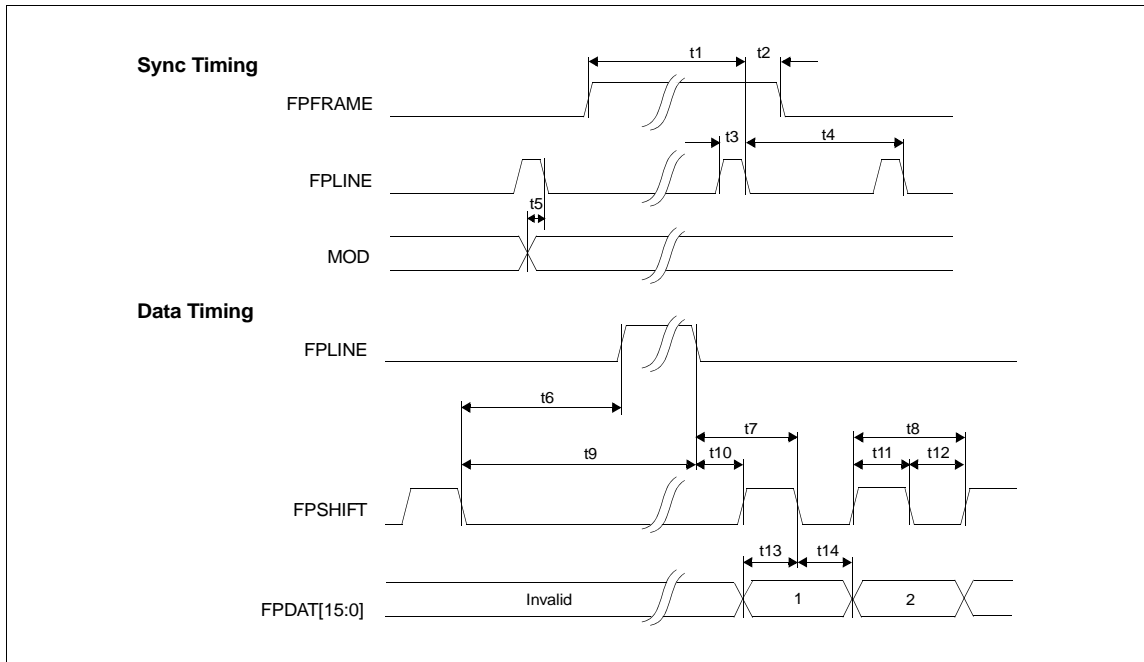 Sync Timing
t1
t2
FPFRAME
t3
t4
FPLINE
t5
MOD
Data Timing
FPLINE
t6
t7
t8
t9
t10
t11
t12
FPSHIFT
t13
t14
FPDAT[15:0]
Invalid
1
2